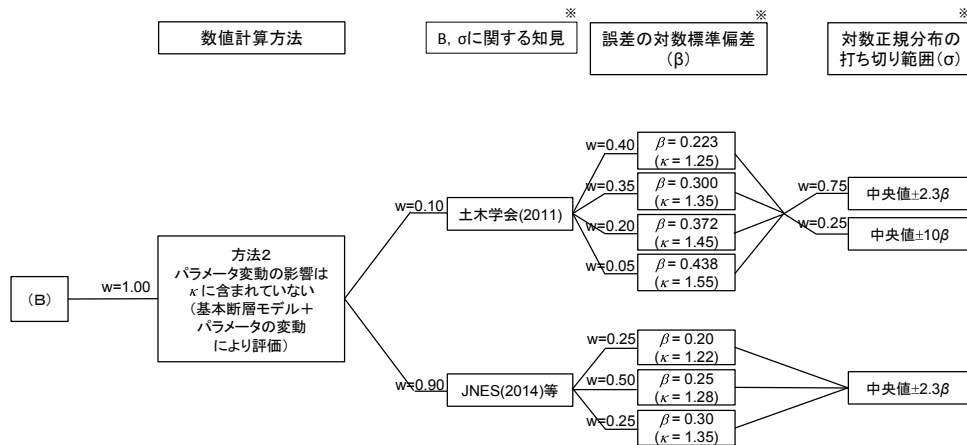 ※
※
※
数値計算方法
B, σに関する知見
誤差の対数標準偏差
(β)
対数正規分布の
打ち切り範囲(σ)
(B)
w=1.00
方法2
パラメータ変動の影響は
κに含まれていない
(基本断層モデル+
パラメータの変動
により評価)
w=0.10
土木学会(2011)
w=0.40
β = 0.223
(κ = 1.25)
w=0.35
β = 0.300
(κ = 1.35)
w=0.20
β = 0.372
(κ = 1.45)
w=0.05
β = 0.438
(κ = 1.55)
w=0.75
中央値±2.3β
w=0.25
中央値±10β
w=0.90
JNES(2014)等
w=0.25
β = 0.20
(κ = 1.22)
w=0.50
β = 0.25
(κ = 1.28)
w=0.25
β = 0.30
(κ = 1.35)
中央値±2.3β